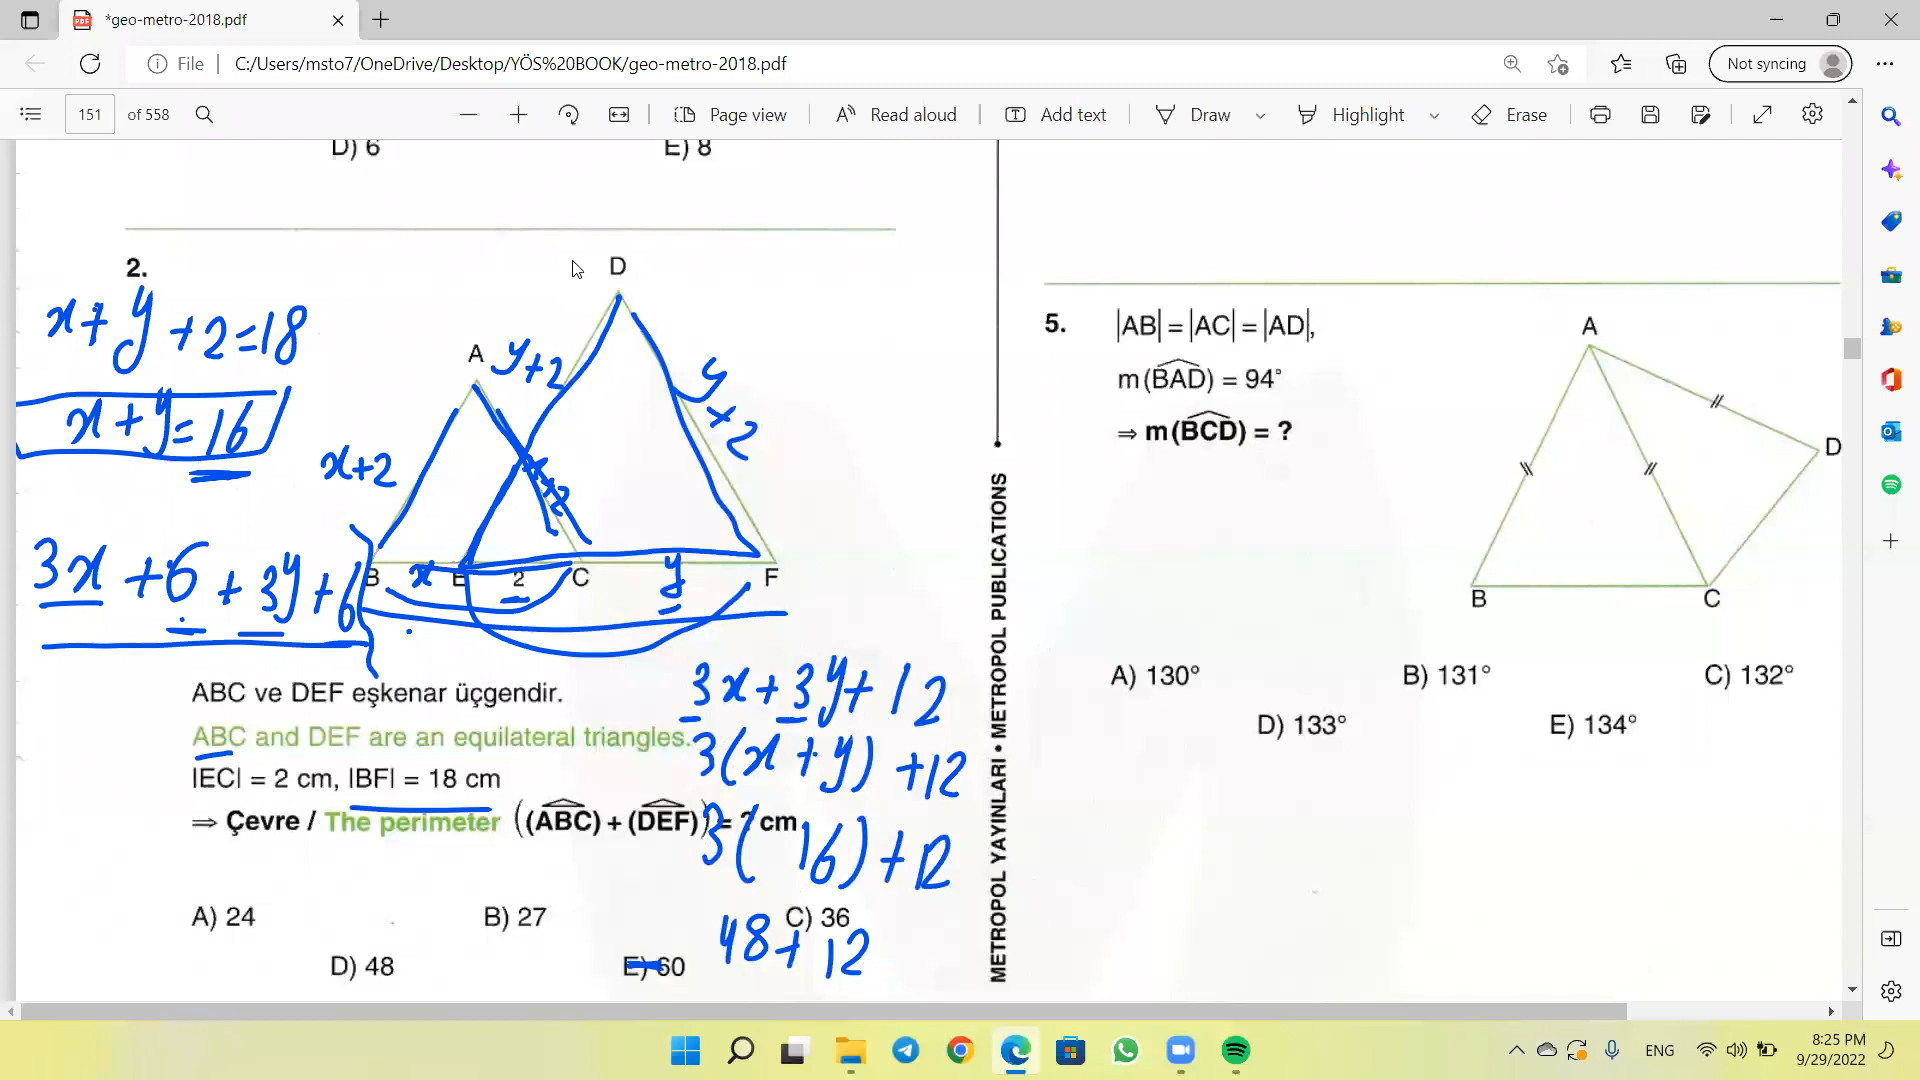 *geo-metro-2018.pdf
File
C:/Users/msto7/OneDrive/Desktop/YÖS%20BOOK/geo-metro-2018.pdf
Not syncing
151 of 558
Page view
Read aloud
Add text
Draw
Highlight
Erase
D) 6 E) 8
2.
x+y+2=18
x+y=16
3x+6+3y+6
D
A
y+2
x+2
x+2
y+2
B x E 2 C y F
ABC ve DEF eşkenar üçgendir.
ABC and DEF are an equilateral triangles.
|EC| = 2 cm, |BF| = 18 cm
⇒ Çevre / The perimeter ((ABC) + (DEF)) = ? cm
3x+3y+12
3(x+y)+12
3(16)+12
48+12
A) 24 B) 27 C) 36
D) 48 E) 60
METROPOL YAYINLARI • METROPOL PUBLICATIONS
5. |AB| = |AC| = |AD|,
m(BAD) = 94°
⇒ m(BCD) = ?
A
D
B C
A) 130° B) 131° C) 132°
D) 133° E) 134°
ENG
8:25 PM
9/29/2022